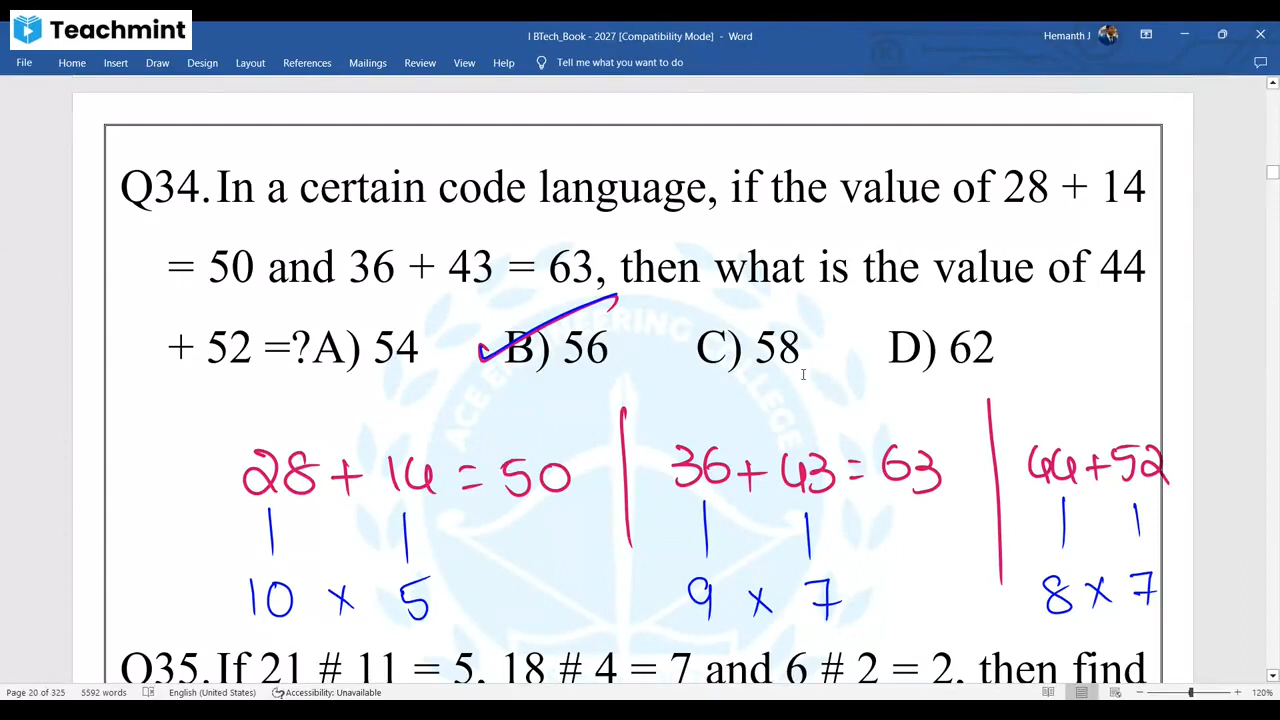 Teachmint
I BTech_Book - 2027 [Compatibility Mode] - Word
Hemanth J
File Home Insert Draw Design Layout References Mailings Review View Help Tell me what you want to do
Q34. In a certain code language, if the value of 28 + 14
= 50 and 36 + 43 = 63, then what is the value of 44
+ 52 =?A) 54 B) 56 C) 58 D) 62
28 + 14 = 50 36 + 43 = 63 44 + 52
10 × 5 9 × 7 8 × 7
Q35. If 21 # 11 = 5, 18 # 4 = 7 and 6 # 2 = 2, then find
Page 20 of 325 5592 words English (United States) Accessibility: Unavailable 120%